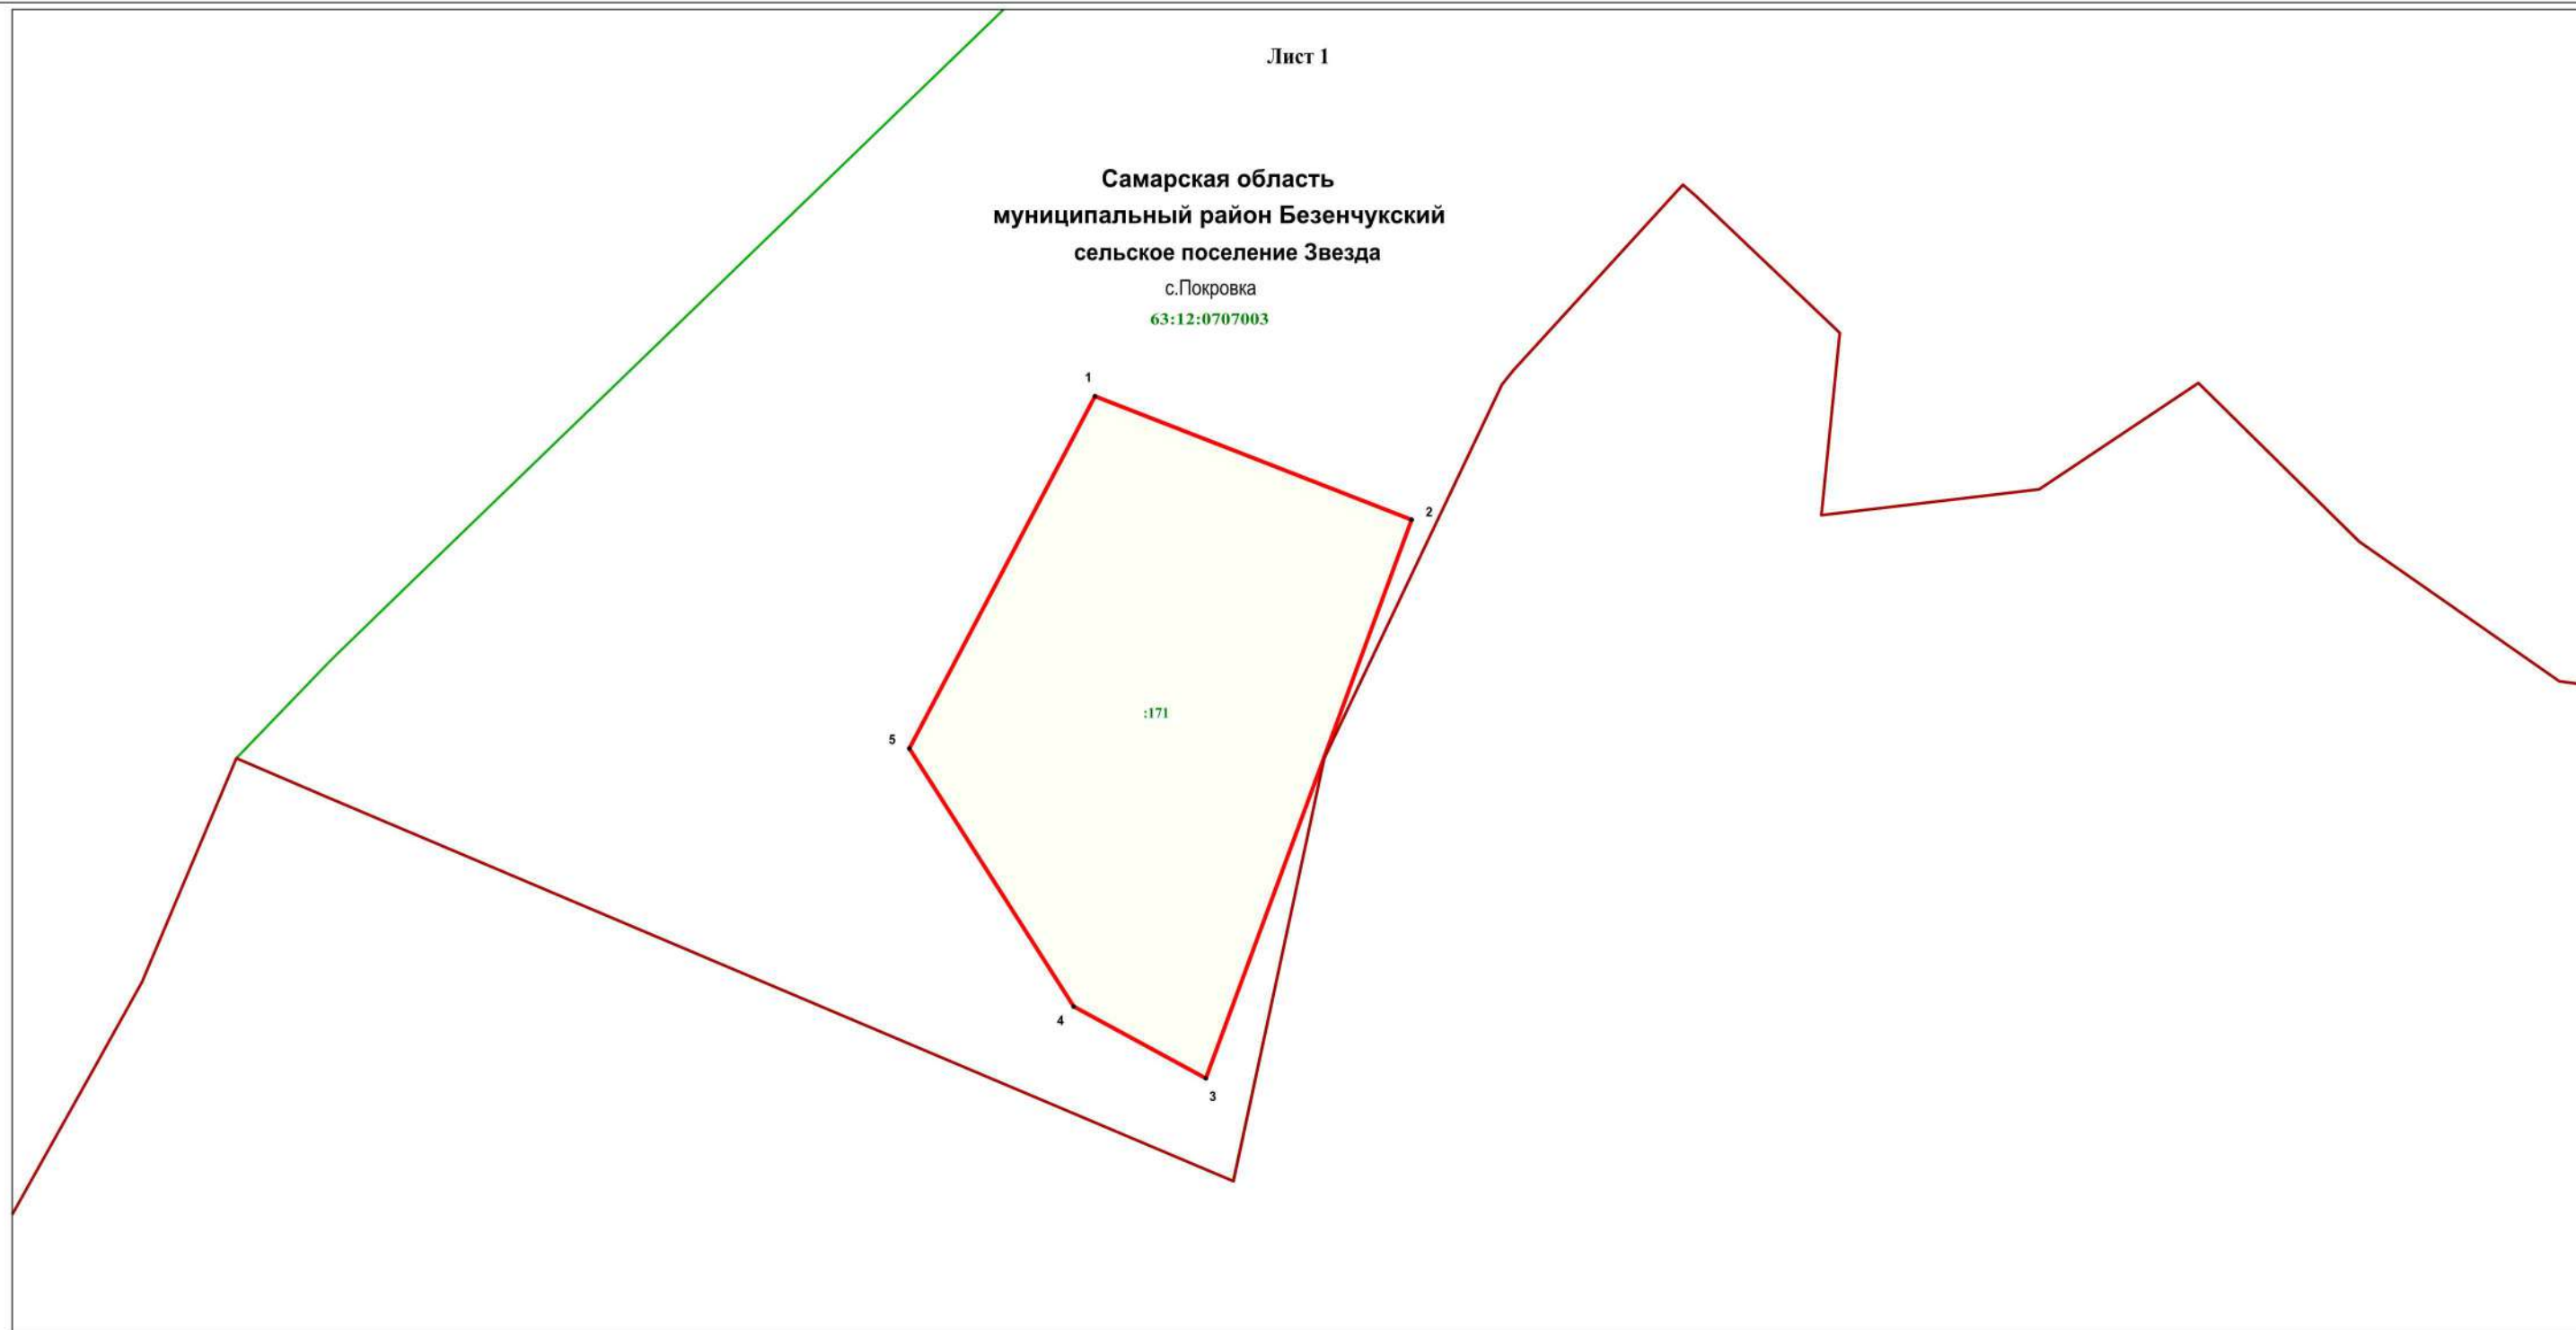 Лист 1
Самарская область
муниципальный район Безенчукский
сельское поселение Звезда
с.Покровка
63:12:0707003
1
2
:171
5
4
3